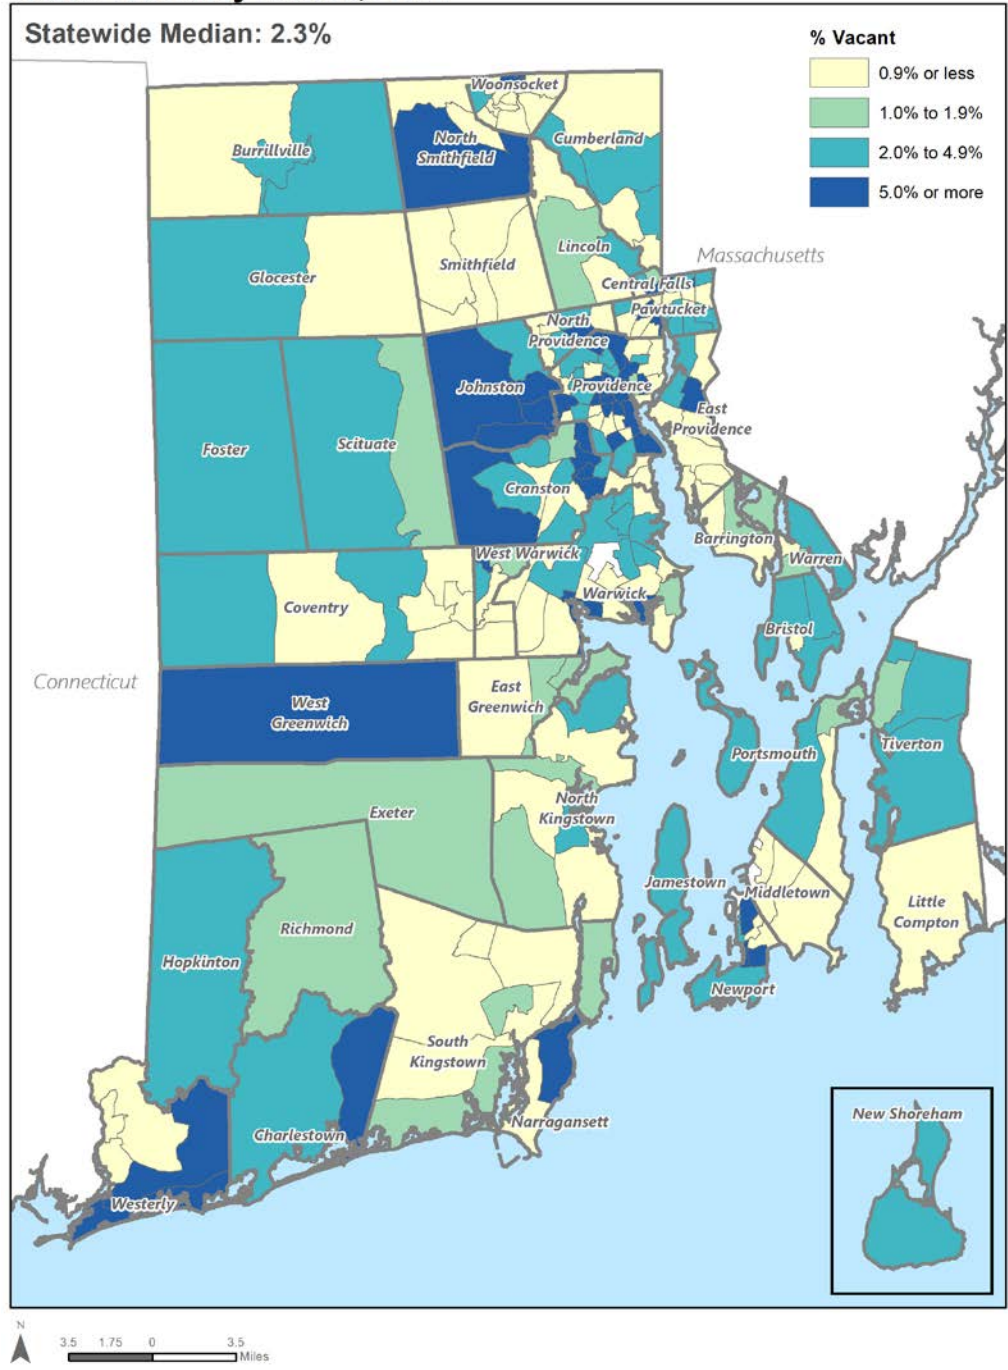 Statewide Median: 2.3%
% Vacant
0.9% or less
1.0% to 1.9%
2.0% to 4.9%
5.0% or more
Woonsocket
Burrillville
North
Smithfield
Cumberland
Glocester
Smithfield
Lincoln
Massachusetts
Central Falls
Pawtucket
North
Providence
Johnston
Providence
East
Providence
Foster
Scituate
Cranston
Barrington
West Warwick
Warren
Coventry
Warwick
Bristol
Connecticut
West
Greenwich
East
Greenwich
Portsmouth
Tiverton
Exeter
North
Kingstown
Jamestown
Middletown
Little
Compton
Richmond
Hopkinton
Newport
South
Kingstown
Narragansett
Charlestown
New Shoreham
Westerly
N
3.5 1.75 0 3.5
Miles